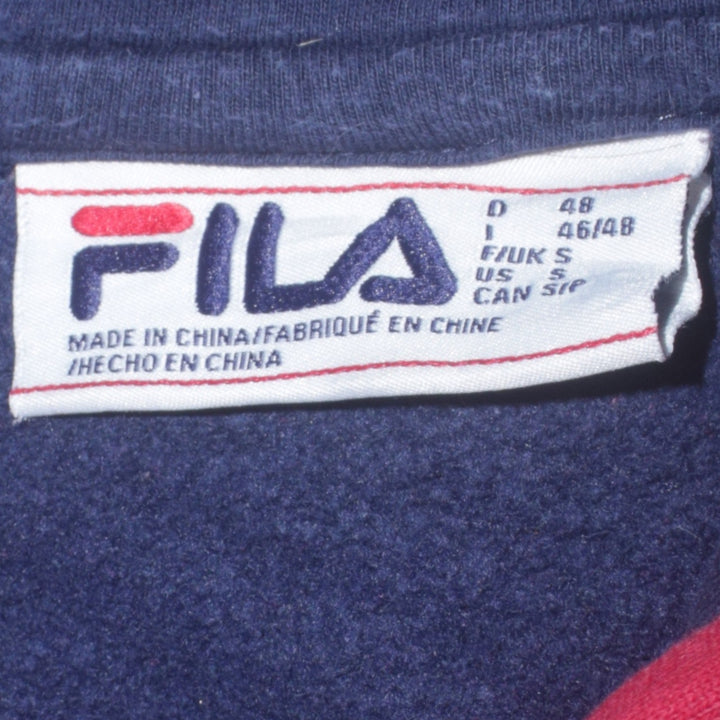 FILA
D 48
I 46/48
F/UK S
US S
CAN S/P
MADE IN CHINA/FABRIQUÉ EN CHINE
/HECHO EN CHINA